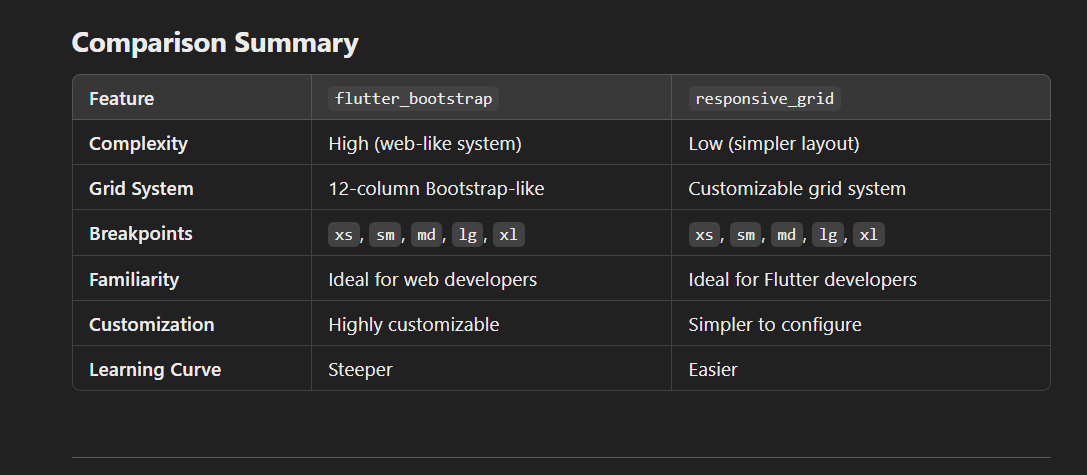 Comparison Summary
Feature flutter_bootstrap responsive_grid
Complexity High (web-like system) Low (simpler layout)
Grid System 12-column Bootstrap-like Customizable grid system
Breakpoints xs, sm, md, lg, xl xs, sm, md, lg, xl
Familiarity Ideal for web developers Ideal for Flutter developers
Customization Highly customizable Simpler to configure
Learning Curve Steeper Easier